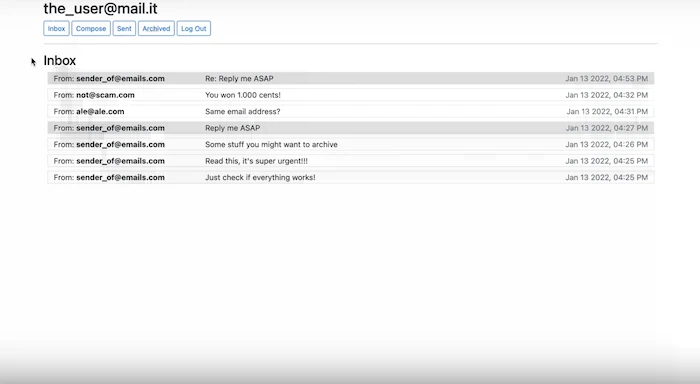 the_user@mail.it
Inbox Compose Sent Archived Log Out
Inbox
From: sender_of@emails.com Re: Reply me ASAP Jan 13 2022, 04:53 PM
From: not@scam.com You won 1.000 cents! Jan 13 2022, 04:32 PM
From: ale@ale.com Same email address? Jan 13 2022, 04:31 PM
From: sender_of@emails.com Reply me ASAP Jan 13 2022, 04:27 PM
From: sender_of@emails.com Some stuff you might want to archive Jan 13 2022, 04:26 PM
From: sender_of@emails.com Read this, it's super urgent!!! Jan 13 2022, 04:25 PM
From: sender_of@emails.com Just check if everything works! Jan 13 2022, 04:25 PM